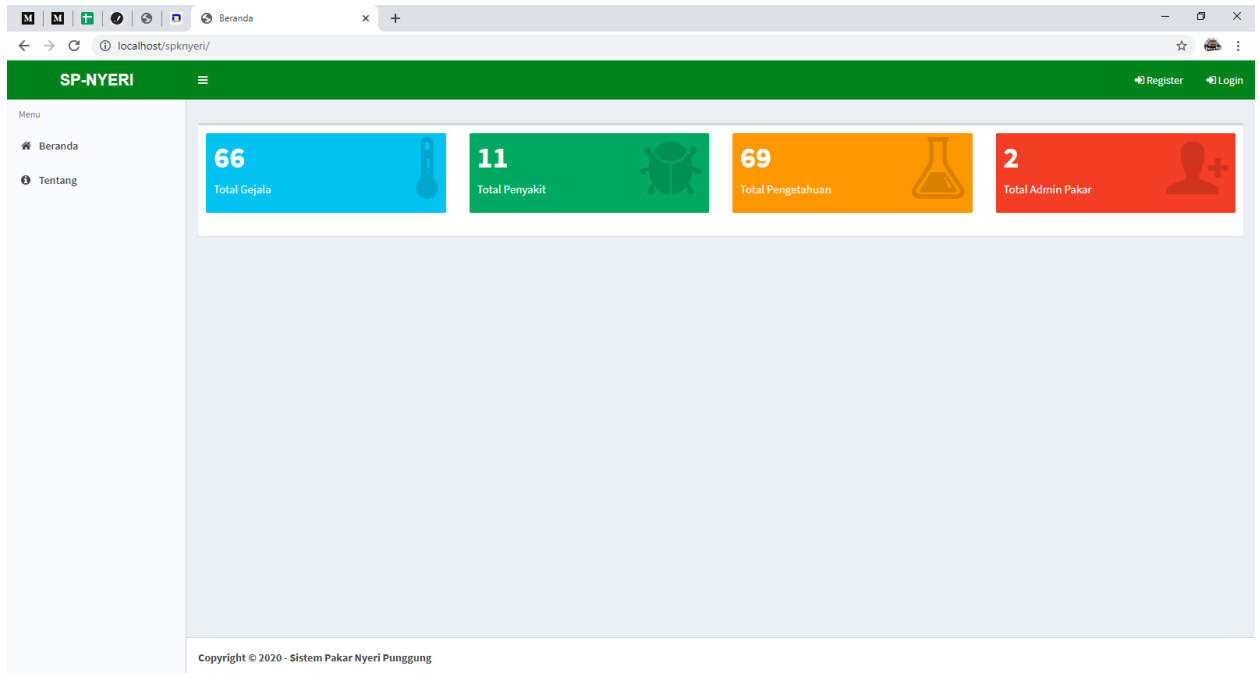 Beranda
localhost/spknyeri/
SP-NYERI
Register
Login
Menu
Beranda
Tentang
66
Total Gejala
11
Total Penyakit
69
Total Pengetahuan
2
Total Admin Pakar
Copyright © 2020 - Sistem Pakar Nyeri Punggung